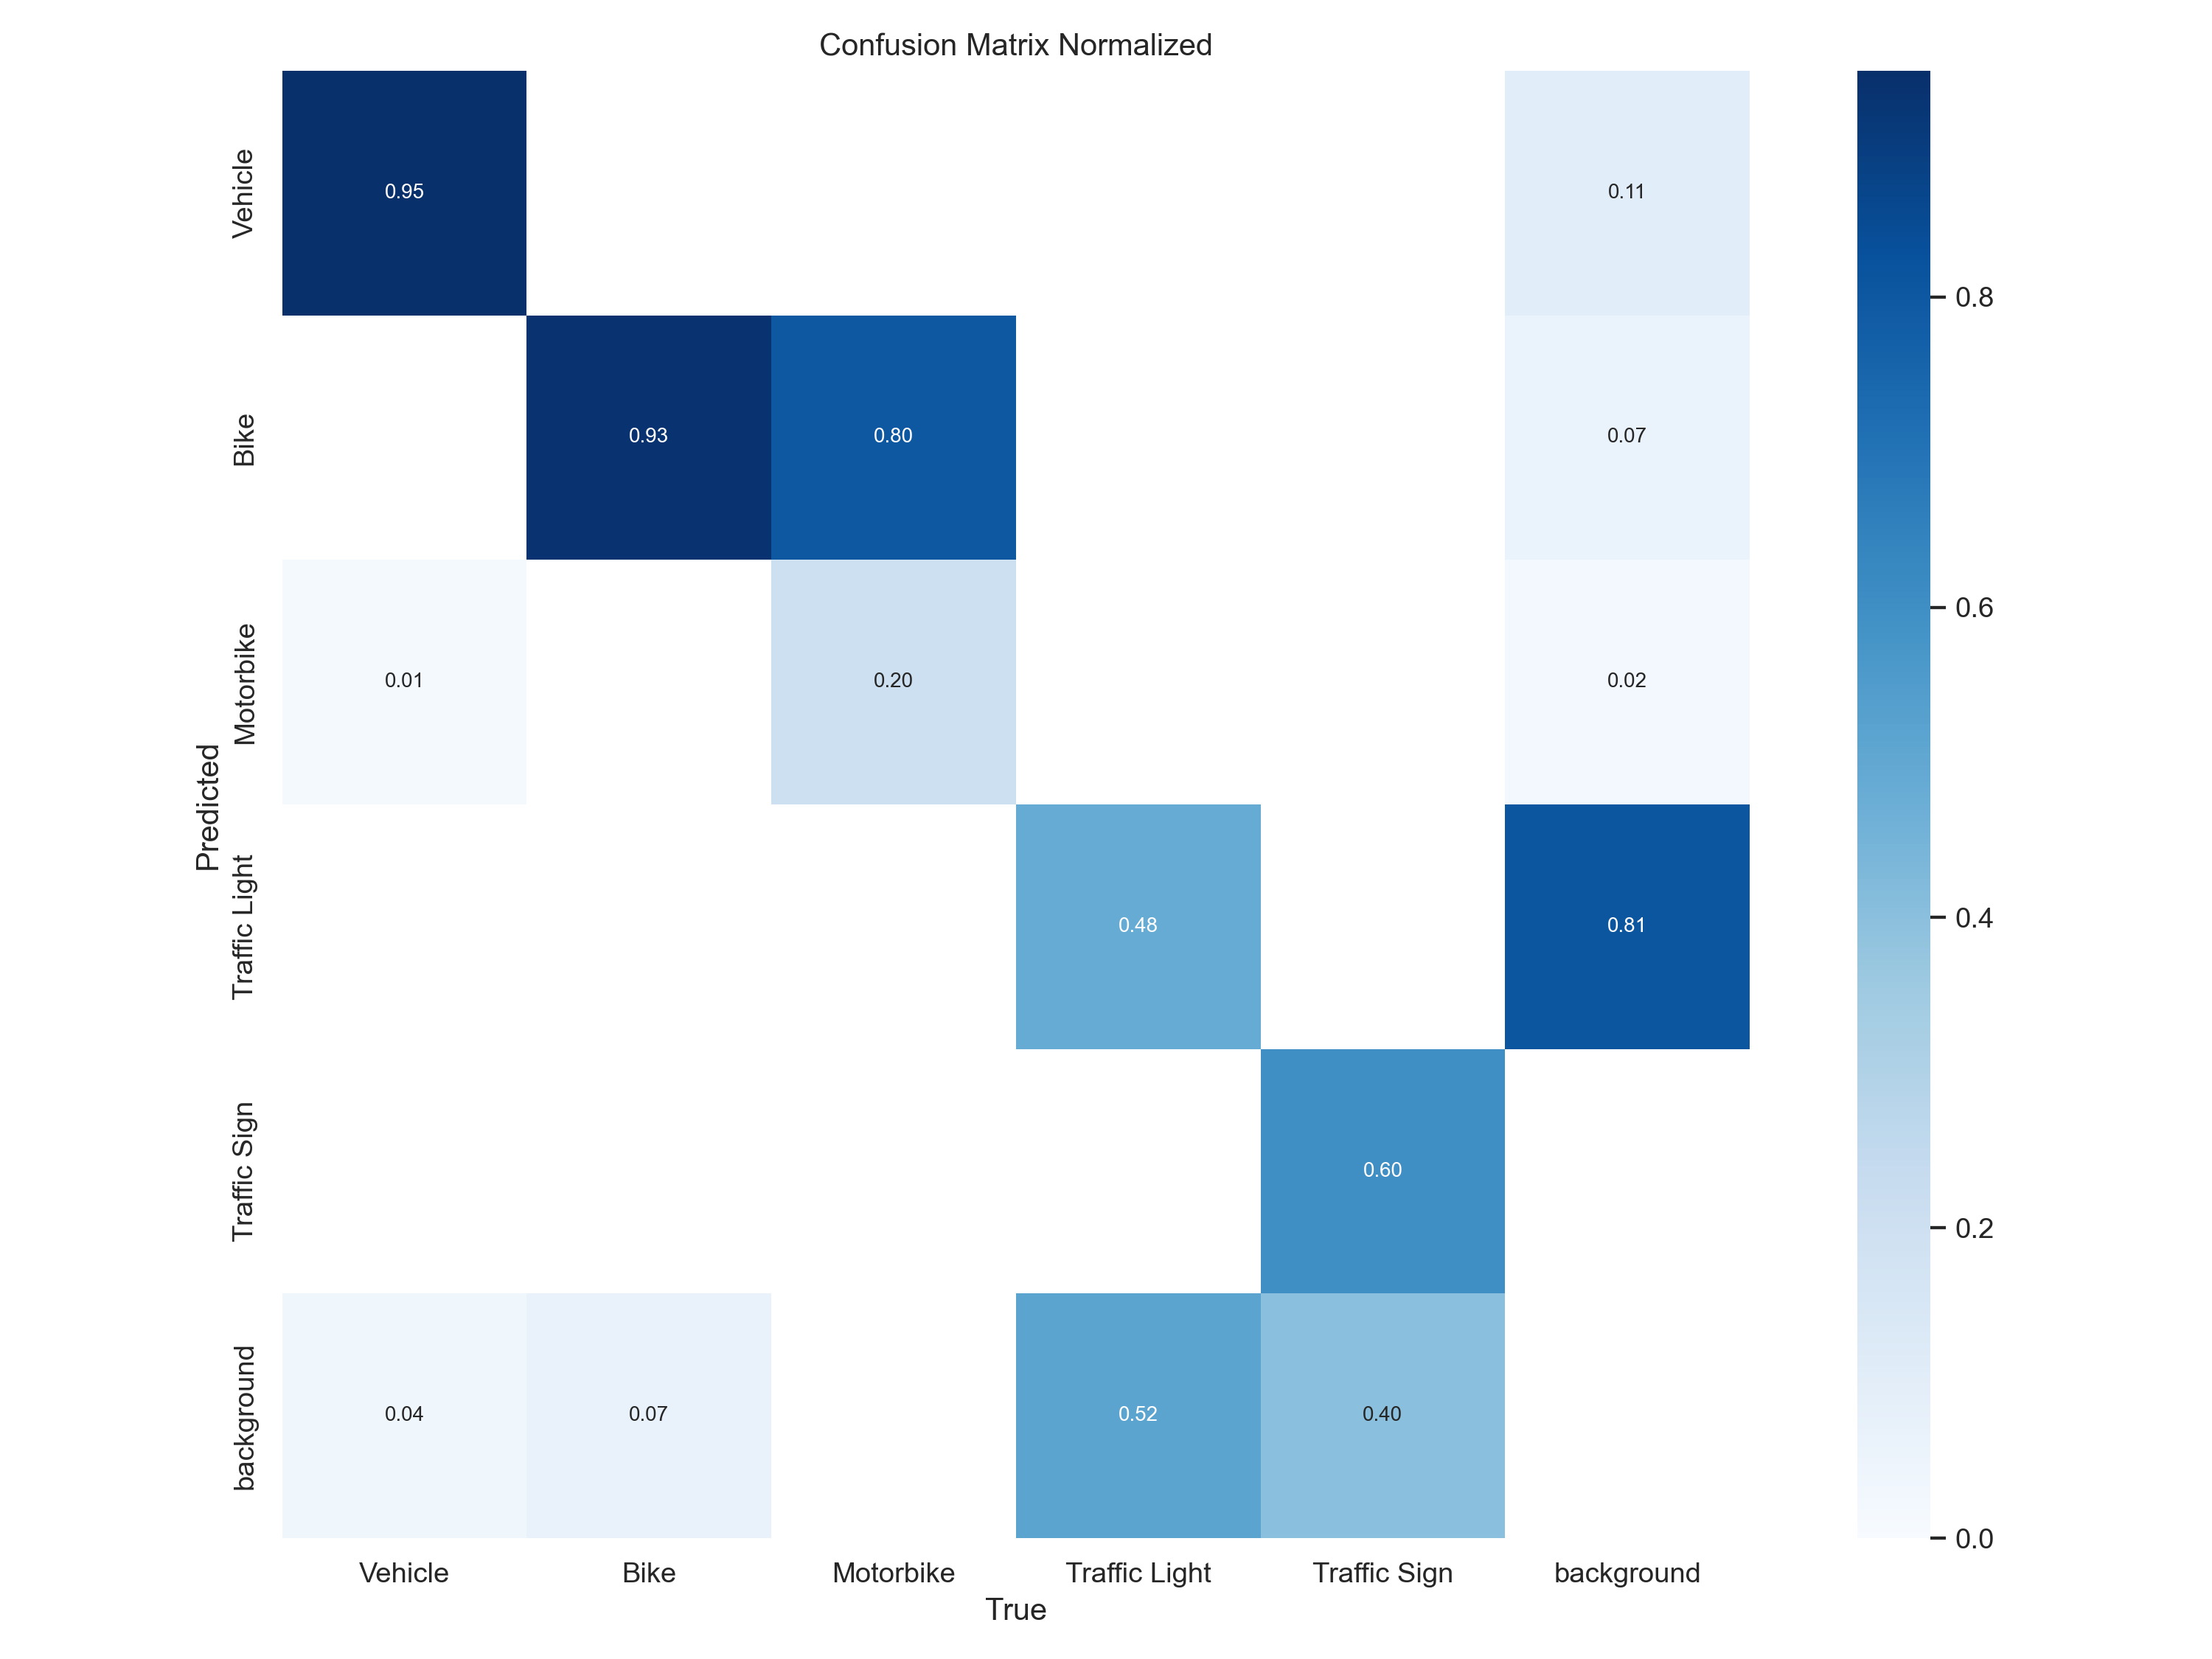 Confusion Matrix Normalized
Vehicle
0.95
0.11
0.8
Bike
0.93
0.80
0.07
0.6
Motorbike
0.01
0.20
0.02
Predicted
Traffic Light
0.48
0.81
0.4
Traffic Sign
0.60
0.2
background
0.04
0.07
0.52
0.40
0.0
Vehicle
Bike
Motorbike
Traffic Light
Traffic Sign
background
True